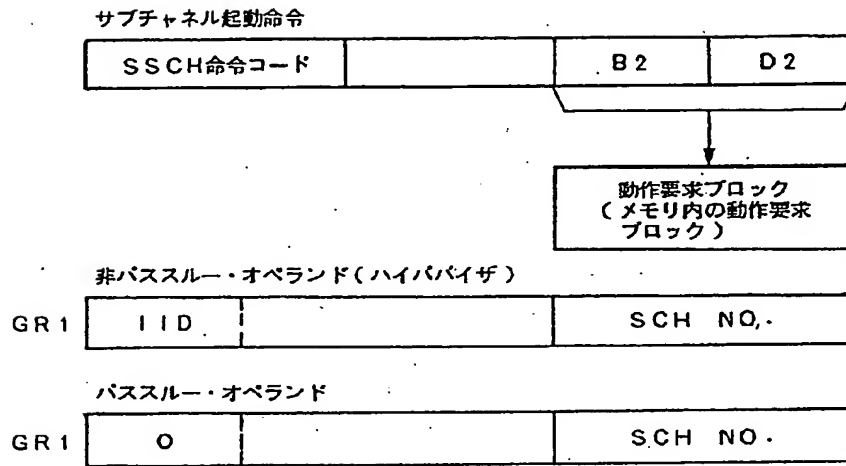 サブチャネル起動命令
SSCH命令コード B2 D2
動作要求ブロック
(メモリ内の動作要求
ブロック)
非パススルー・オペランド(ハイパバイザ)
GR1 IID SCH NO.
パススルー・オペランド
GR1 0 SCH NO.